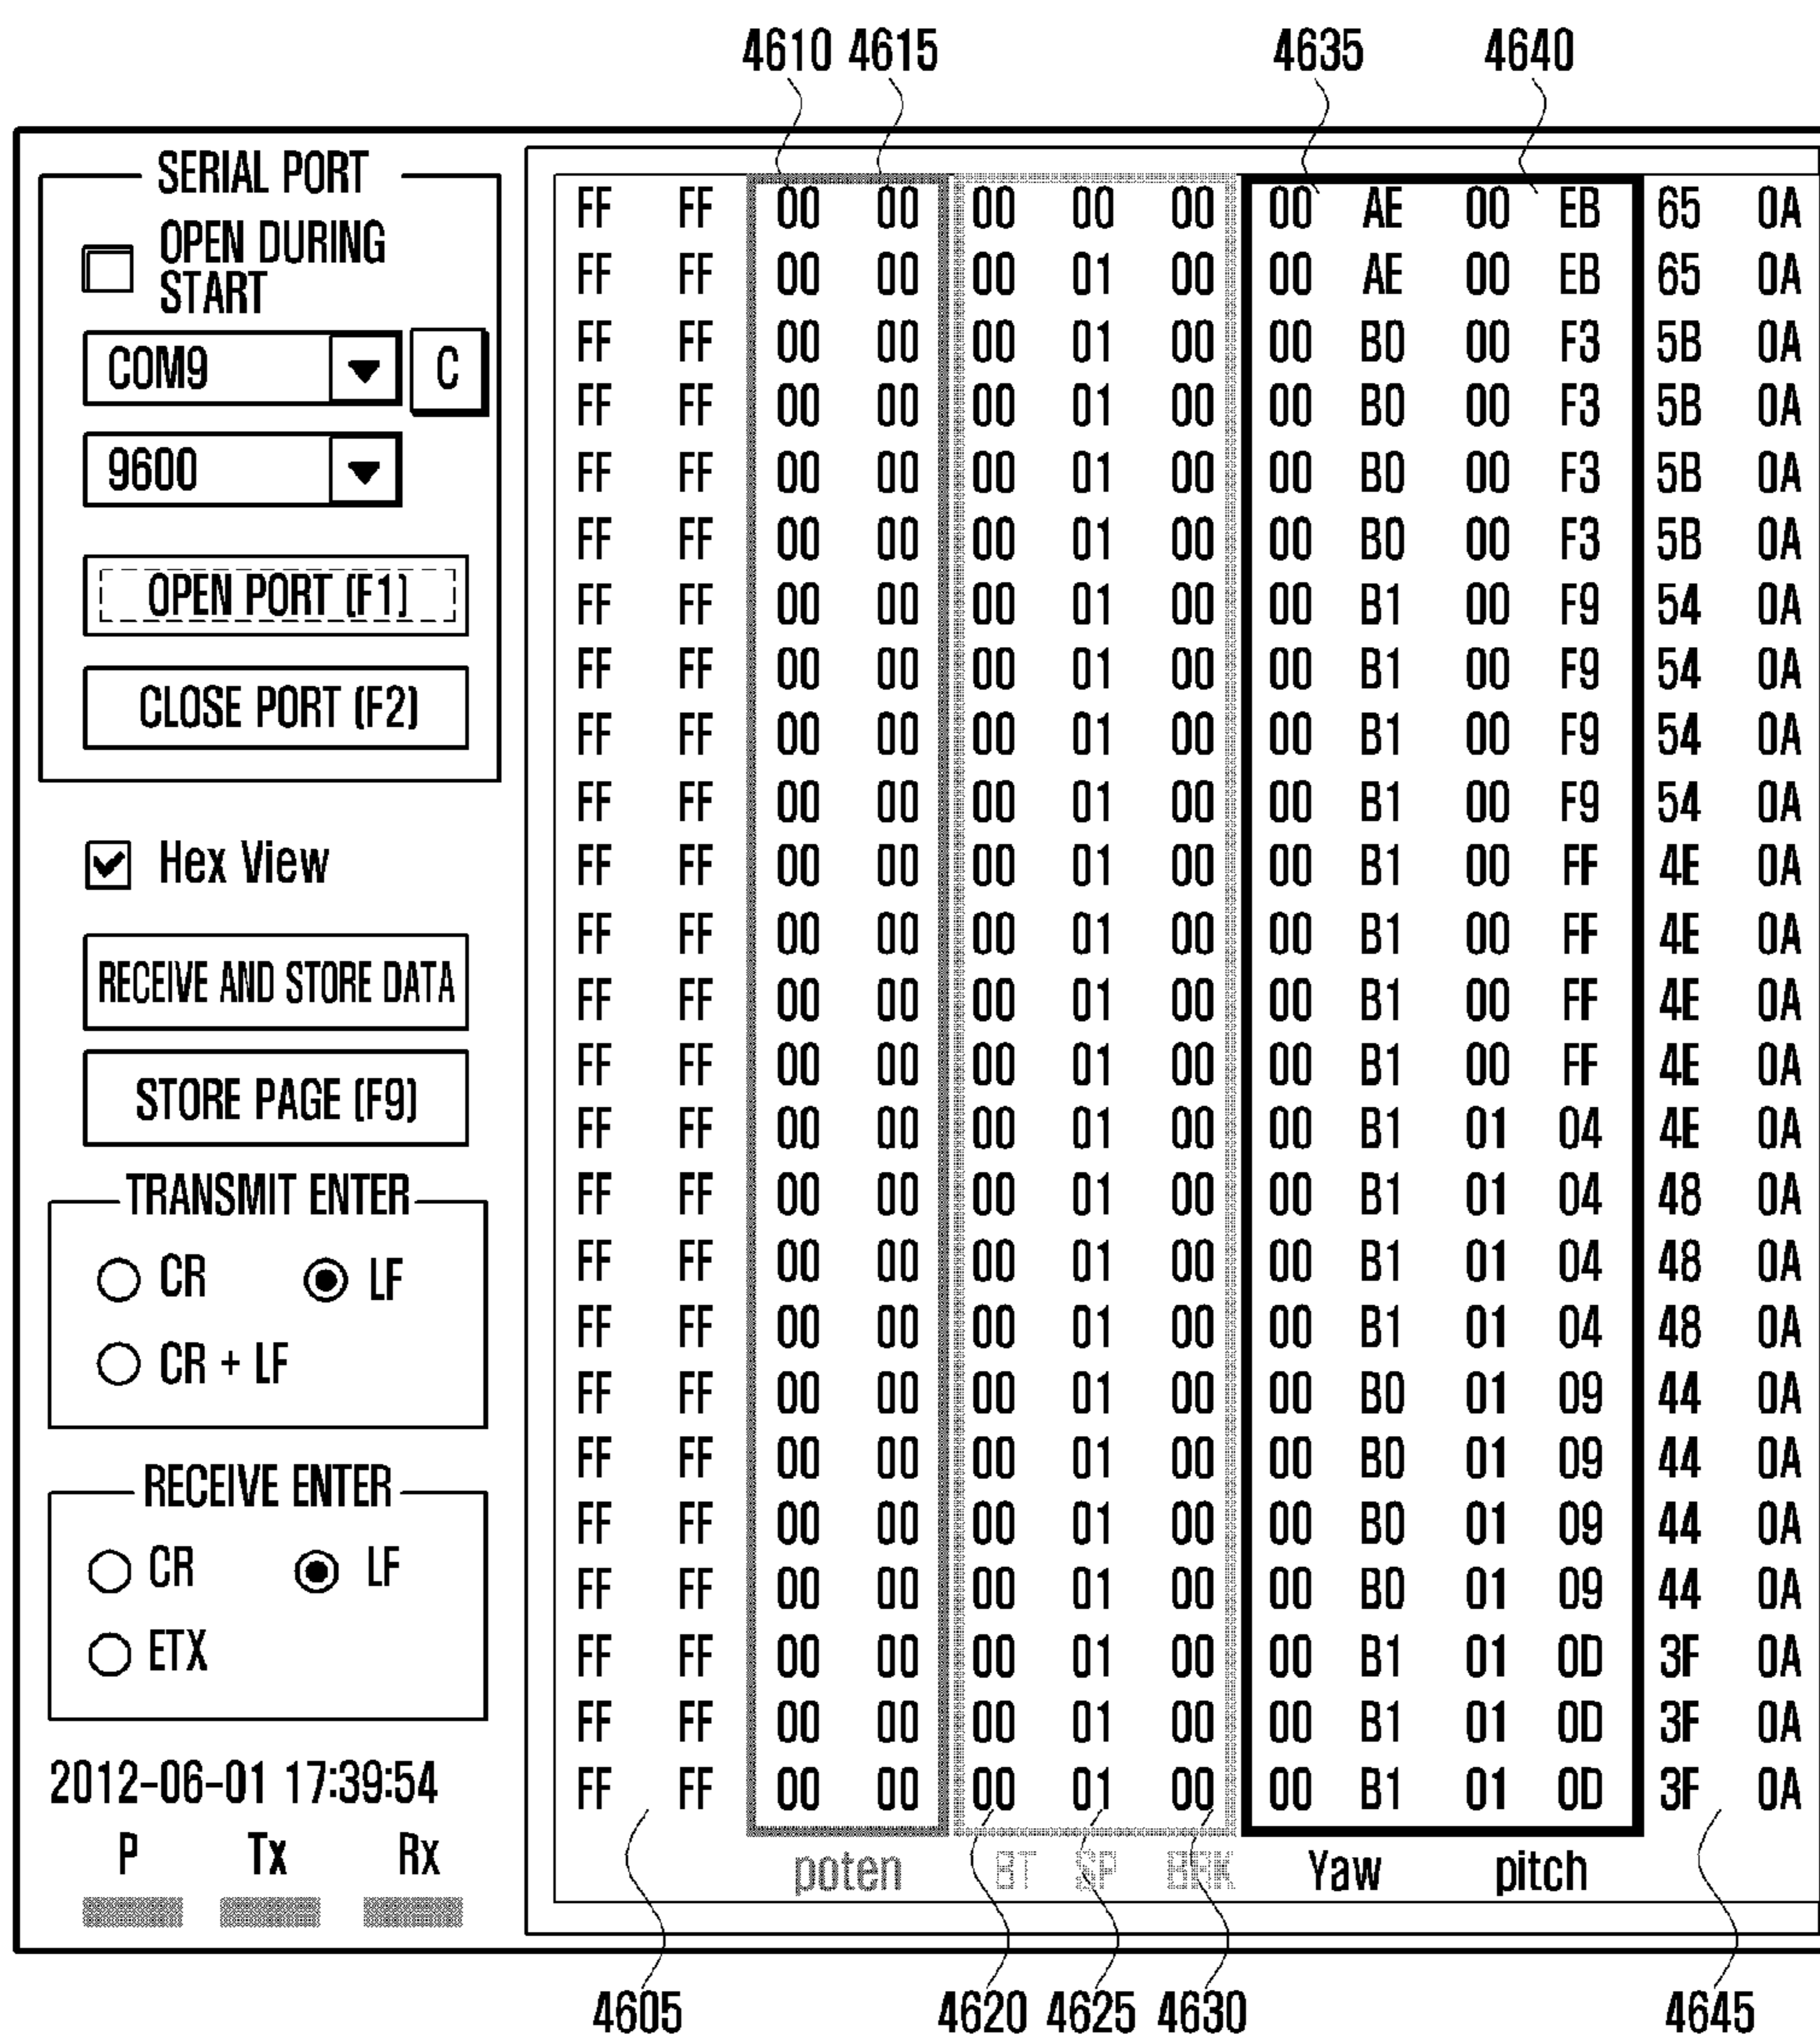 4610 4615 4635 4640
SERIAL PORT
OPEN DURING
START
COM9 C
9600
OPEN PORT (F1)
CLOSE PORT (F2)
Hex View
RECEIVE AND STORE DATA
STORE PAGE (F9)
TRANSMIT ENTER
CR LF
CR + LF
RECEIVE ENTER
CR LF
ETX
2012-06-01 17:39:54
P Tx Rx
FF FF 00 00 00 00 00 00 AE 00 EB 65 0A
FF FF 00 00 00 01 00 00 AE 00 EB 65 0A
FF FF 00 00 00 01 00 00 B0 00 F3 5B 0A
FF FF 00 00 00 01 00 00 B0 00 F3 5B 0A
FF FF 00 00 00 01 00 00 B0 00 F3 5B 0A
FF FF 00 00 00 01 00 00 B0 00 F3 5B 0A
FF FF 00 00 00 01 00 00 B1 00 F9 54 0A
FF FF 00 00 00 01 00 00 B1 00 F9 54 0A
FF FF 00 00 00 01 00 00 B1 00 F9 54 0A
FF FF 00 00 00 01 00 00 B1 00 F9 54 0A
FF FF 00 00 00 01 00 00 B1 00 FF 4E 0A
FF FF 00 00 00 01 00 00 B1 00 FF 4E 0A
FF FF 00 00 00 01 00 00 B1 00 FF 4E 0A
FF FF 00 00 00 01 00 00 B1 00 FF 4E 0A
FF FF 00 00 00 01 00 00 B1 01 04 4E 0A
FF FF 00 00 00 01 00 00 B1 01 04 48 0A
FF FF 00 00 00 01 00 00 B1 01 04 48 0A
FF FF 00 00 00 01 00 00 B1 01 04 48 0A
FF FF 00 00 00 01 00 00 B0 01 09 44 0A
FF FF 00 00 00 01 00 00 B0 01 09 44 0A
FF FF 00 00 00 01 00 00 B0 01 09 44 0A
FF FF 00 00 00 01 00 00 B0 01 09 44 0A
FF FF 00 00 00 01 00 00 B1 01 0D 3F 0A
FF FF 00 00 00 01 00 00 B1 01 0D 3F 0A
FF FF 00 00 00 01 00 00 B1 01 0D 3F 0A
poten SP Yaw pitch
4605 4620 4625 4630 4645